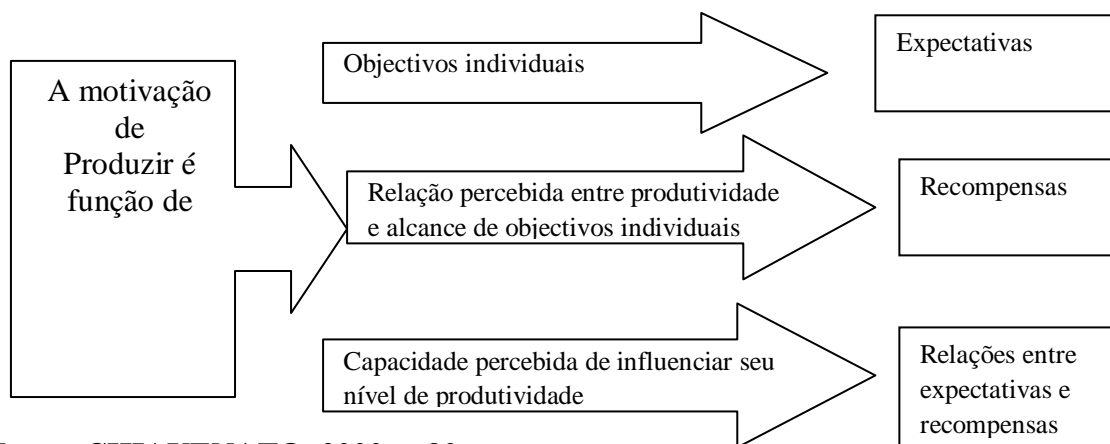 A motivação
de
Produzir é
função de
Objectivos individuais
Expectativas
Relação percebida entre produtividade
e alcance de objectivos individuais
Recompensas
Capacidade percebida de influenciar seu
nível de produtividade
Relações entre
expectativas e
recompensas